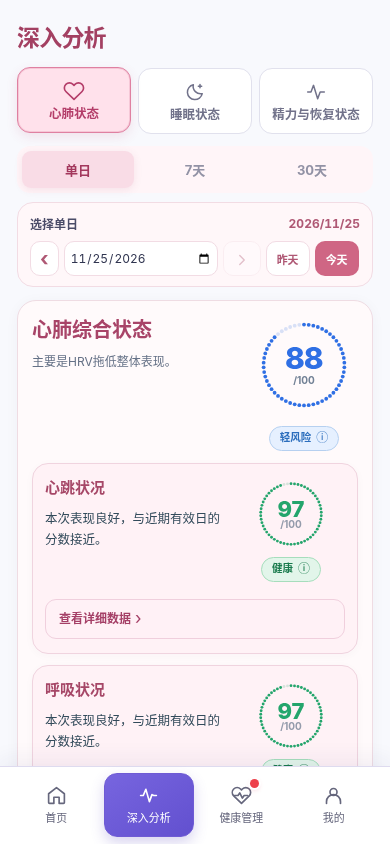 深入分析
心肺状态
睡眠状态
精力与恢复状态
单日
7天
30天
选择单日
2026/11/25
11/25/2026
昨天
今天
心肺综合状态
主要是HRV拖低整体表现。
88
/100
轻风险 ⓘ
心跳状况
本次表现良好，与近期有效日的
分数接近。
97
/100
健康 ⓘ
查看详细数据 ›
呼吸状况
本次表现良好，与近期有效日的
分数接近。
97
/100
首页
深入分析
健康管理
我的